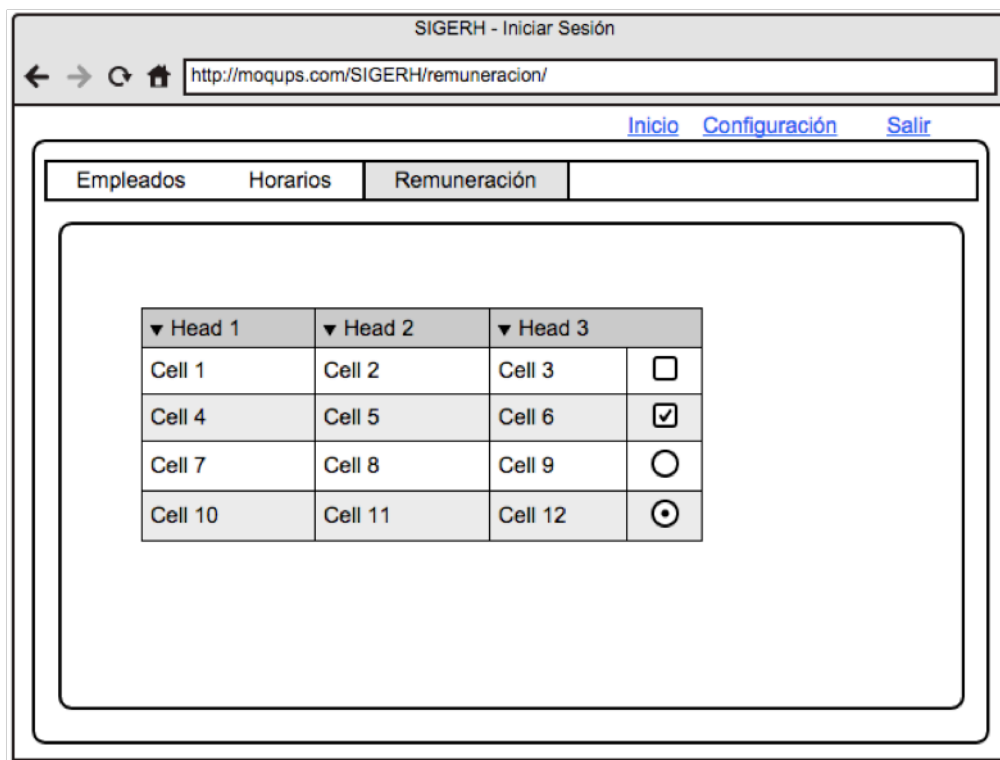 SIGERH - Iniciar Sesión
http://moqups.com/SIGERH/remuneracion/
Inicio Configuración Salir
Empleados Horarios Remuneración
Head 1 Head 2 Head 3
Cell 1 Cell 2 Cell 3
Cell 4 Cell 5 Cell 6
Cell 7 Cell 8 Cell 9
Cell 10 Cell 11 Cell 12